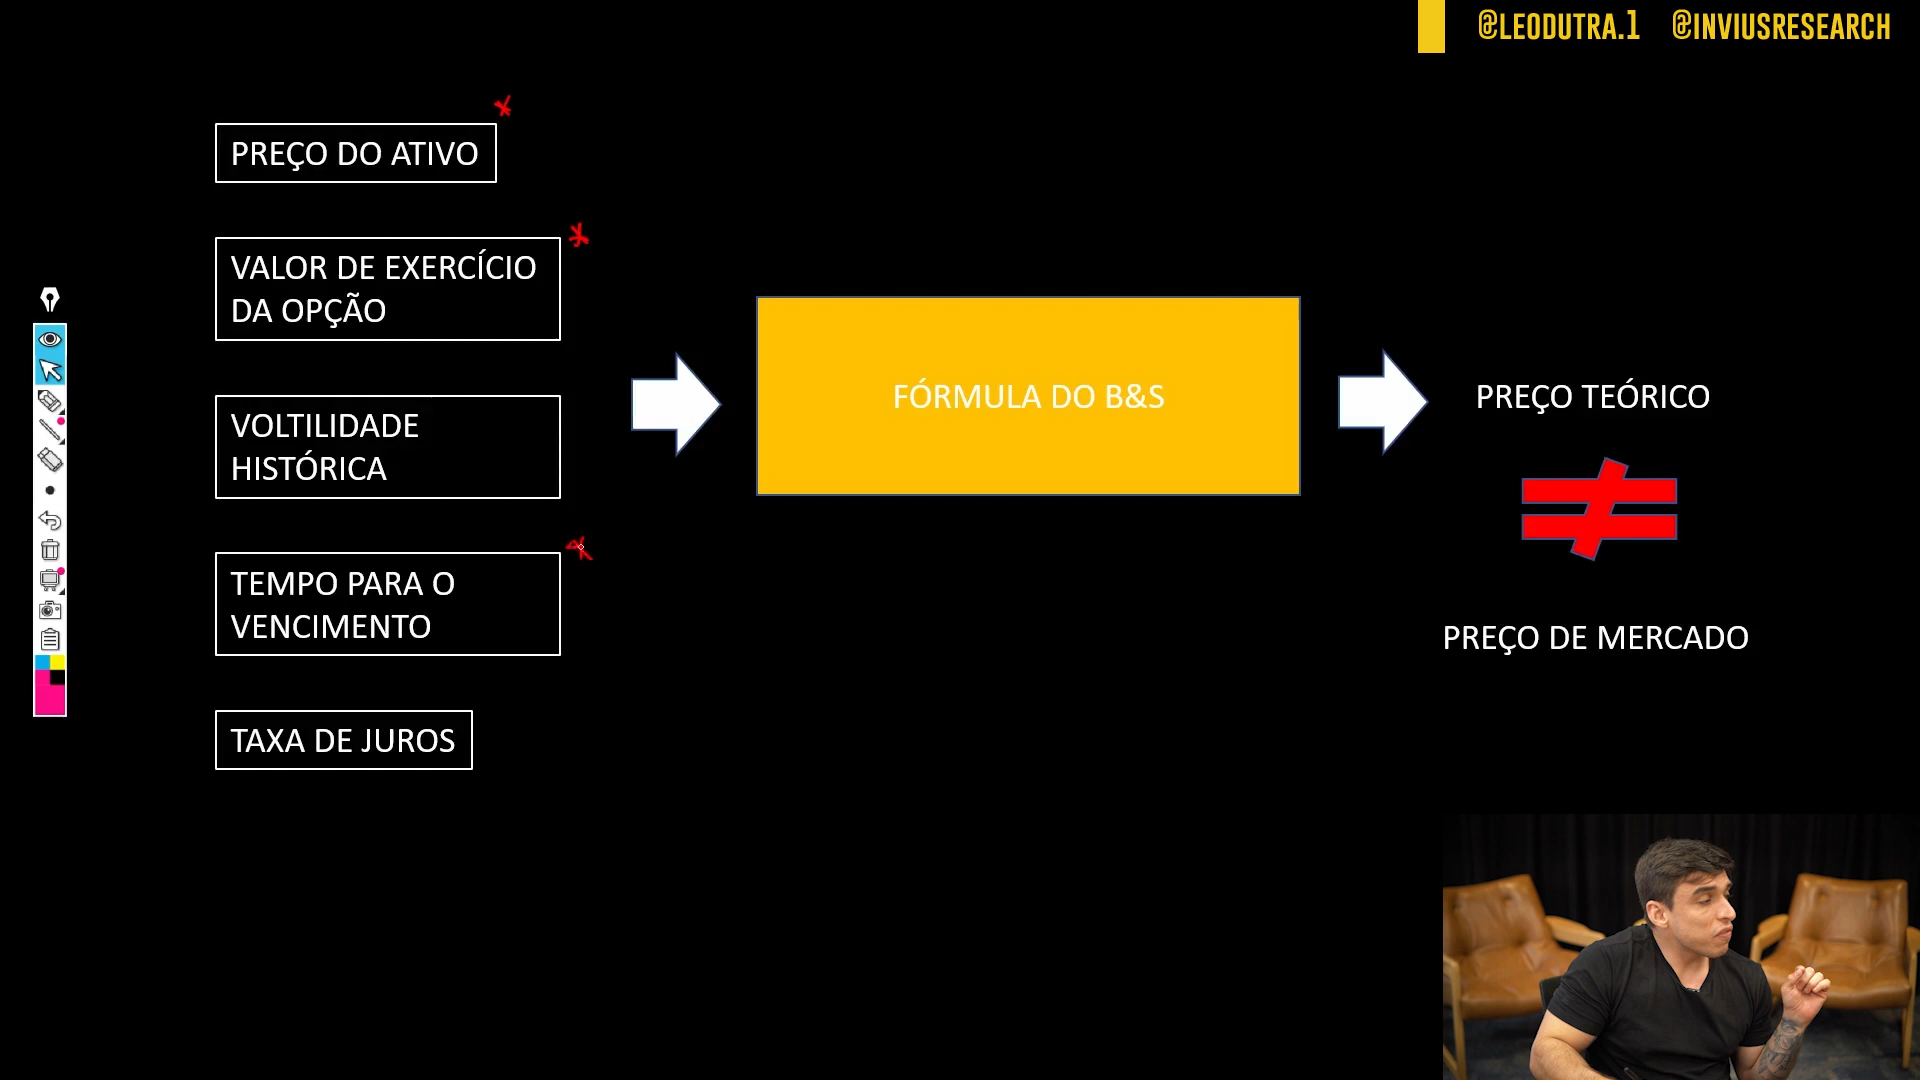 @LEODUTRA.1 @INVIUSRESEARCH
PREÇO DO ATIVO
VALOR DE EXERCÍCIO
DA OPÇÃO
VOLTILIDADE
HISTÓRICA
TEMPO PARA O
VENCIMENTO
TAXA DE JUROS
FÓRMULA DO B&S
PREÇO TEÓRICO
PREÇO DE MERCADO